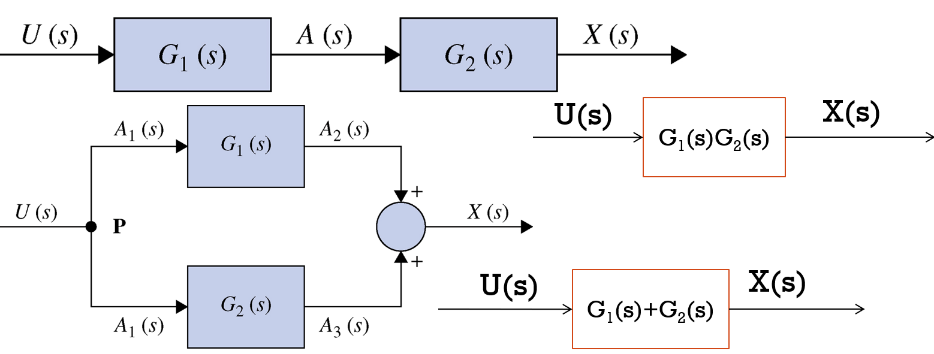 U (s) G₁ (s) A (s) G₂ (s) X (s)
U(s) G₁(s)G₂(s) X(s)
A₁ (s) G₁ (s) A₂ (s)
+
U (s) P X (s)
+
A₁ (s) G₂ (s) A₃ (s)
U(s) G₁(s)+G₂(s) X(s)